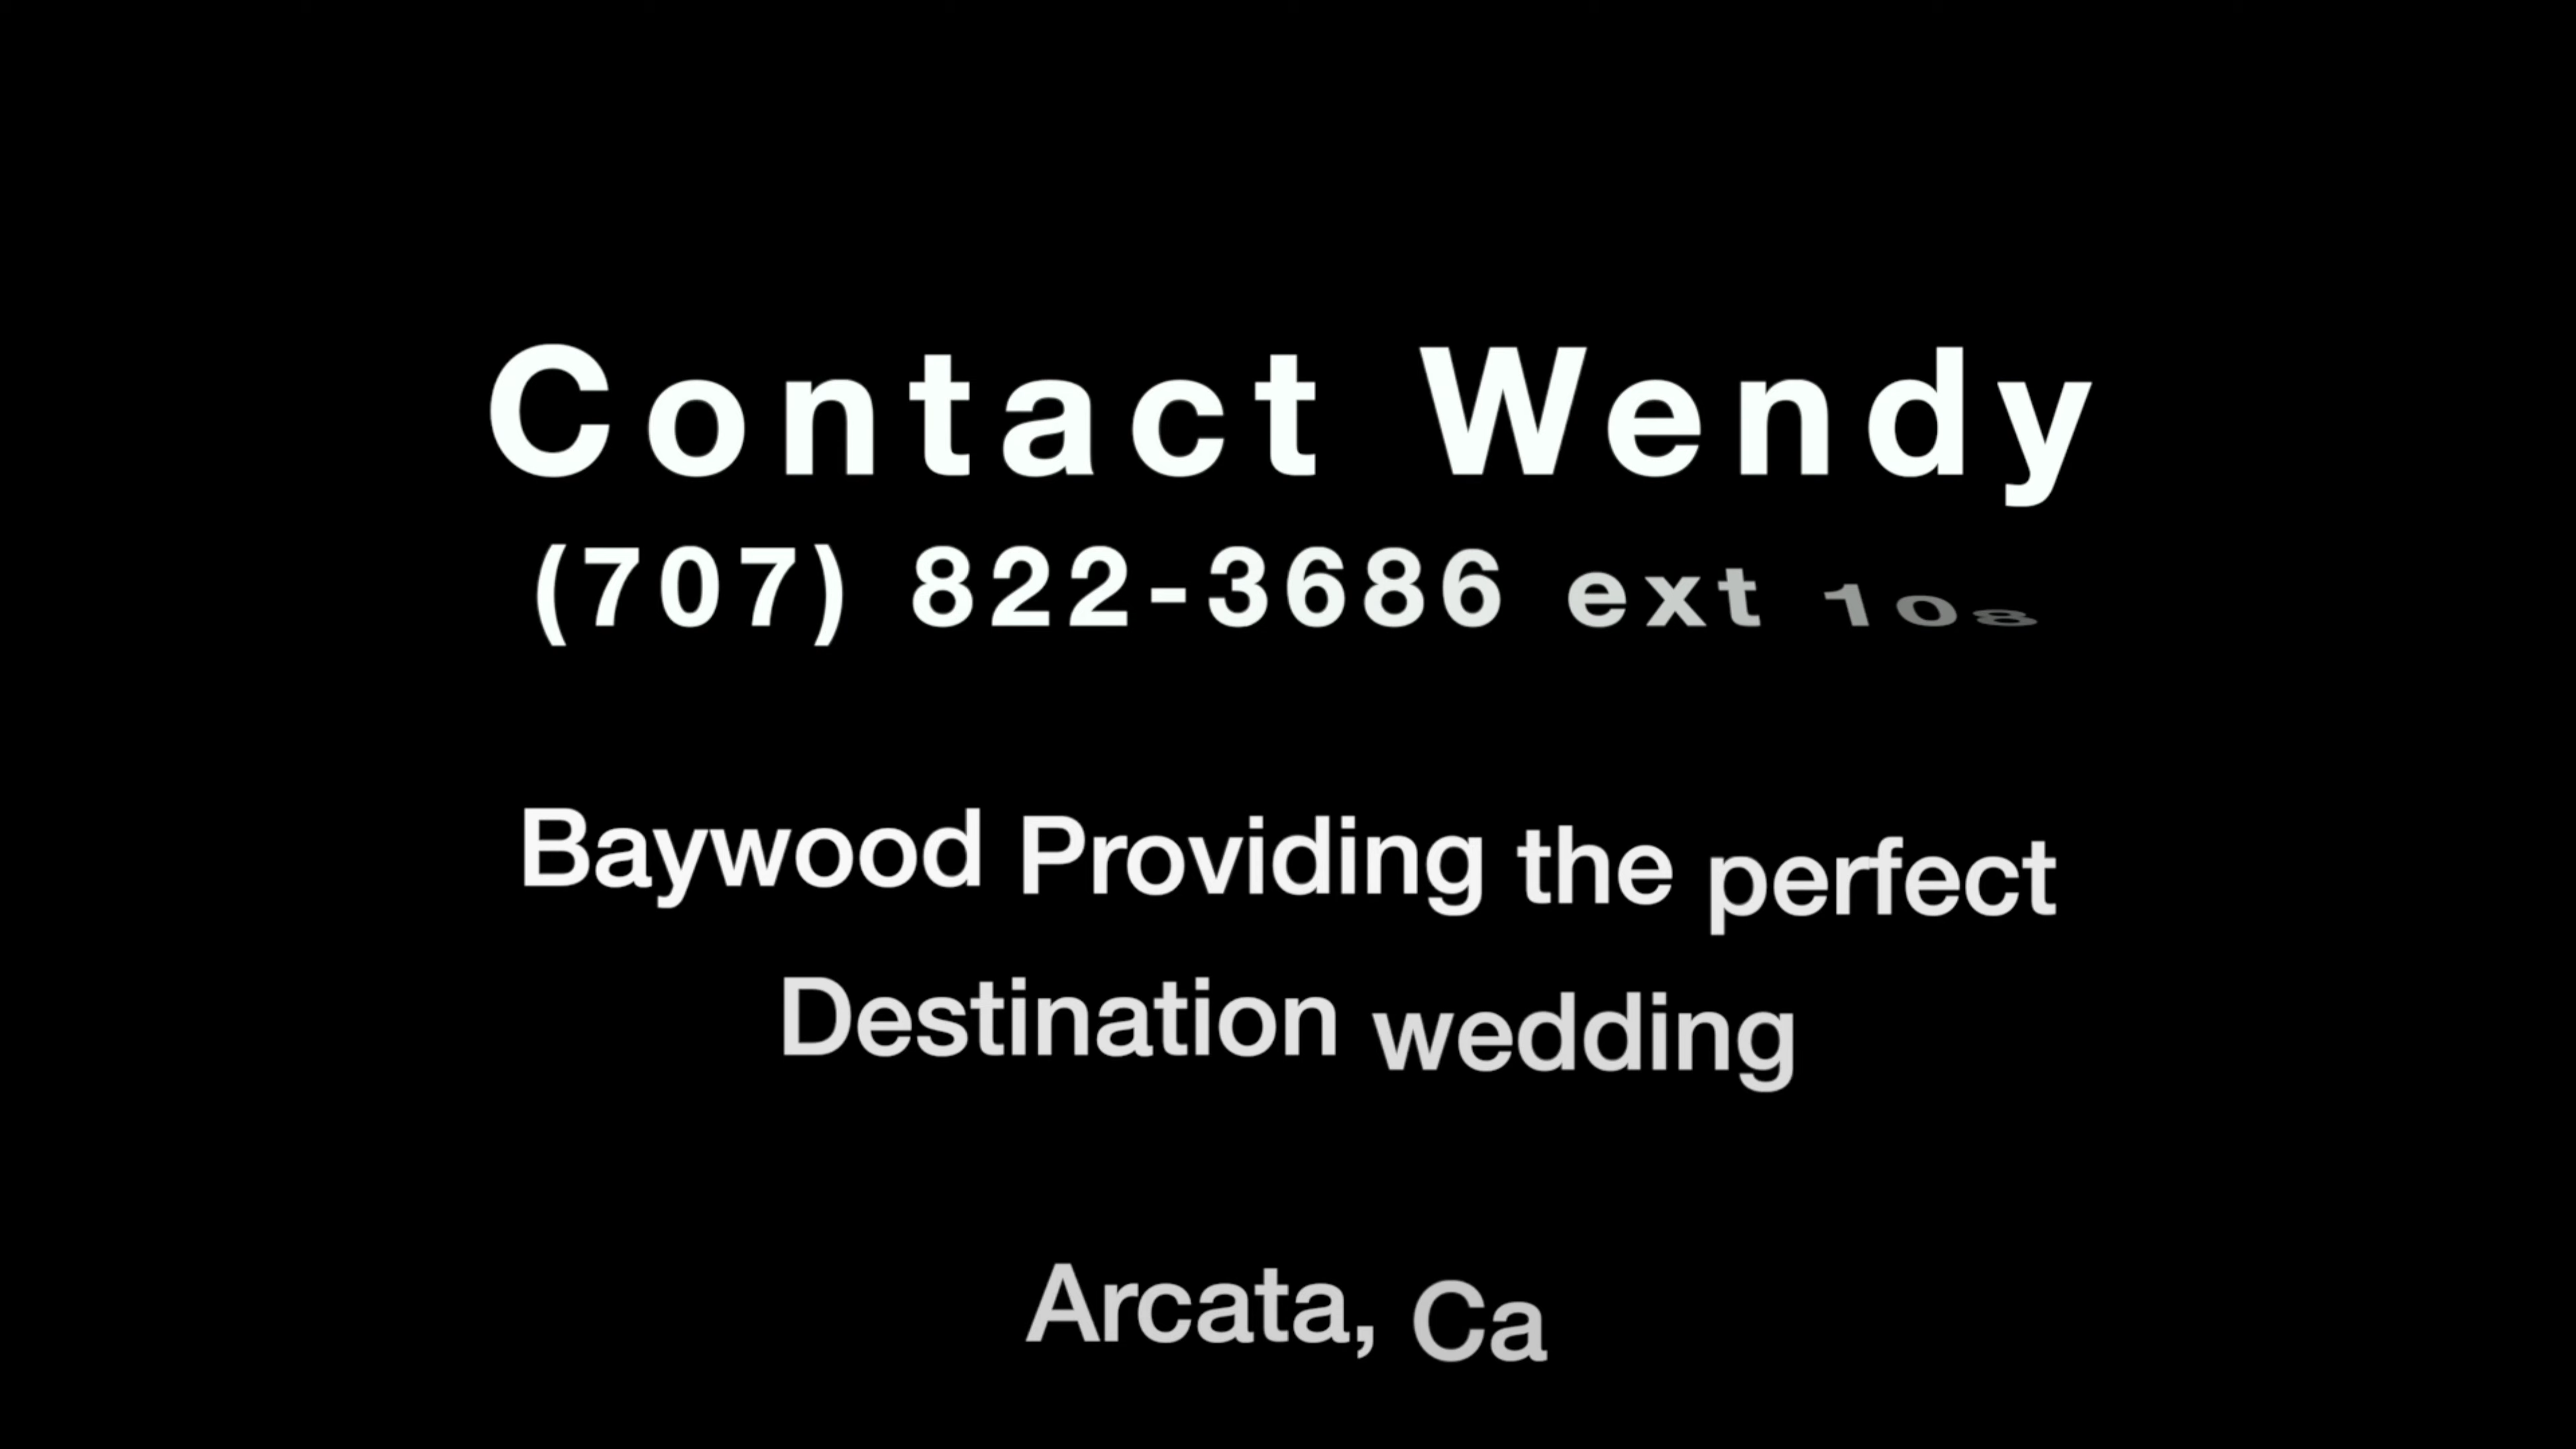 Contact Wendy
(707) 822-3686 ext 108
Baywood Providing the perfect
Destination wedding
Arcata, Ca